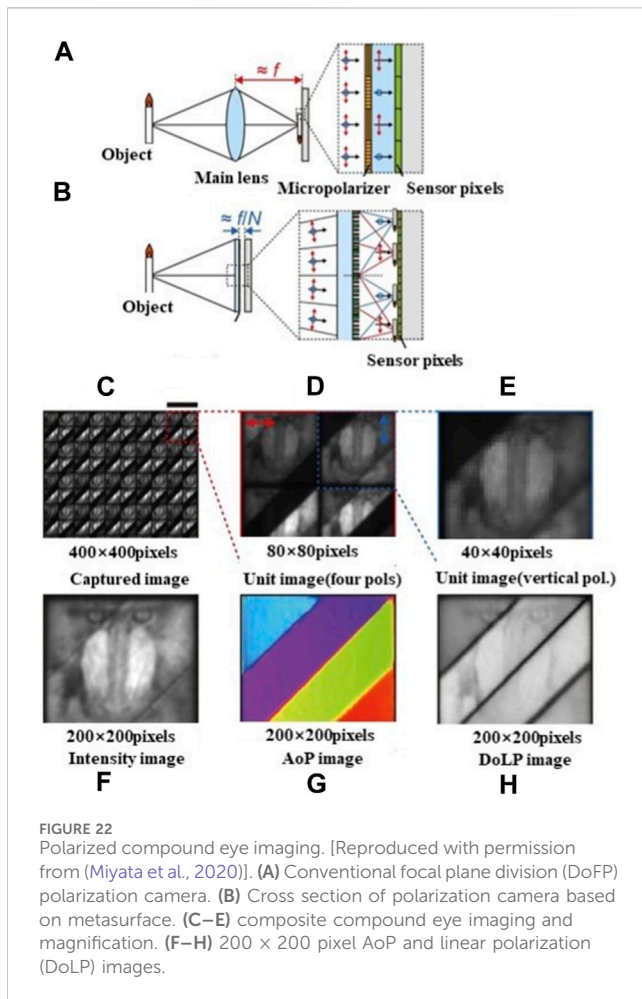 A
≈ f
Object
Main lens
Micropolarizer
Sensor pixels
B
≈ f/N
Object
Sensor pixels
C
D
E
400×400pixels
80×80pixels
40×40pixels
Captured image
Unit image(four pols)
Unit image(vertical pol.)
200×200pixels
200×200pixels
200×200pixels
Intensity image
AoP image
DoLP image
F
G
H
FIGURE 22
Polarized compound eye imaging. [Reproduced with permission
from (Miyata et al., 2020)]. (A) Conventional focal plane division (DoFP)
polarization camera. (B) Cross section of polarization camera based
on metasurface. (C–E) composite compound eye imaging and
magnification. (F–H) 200 × 200 pixel AoP and linear polarization
(DoLP) images.